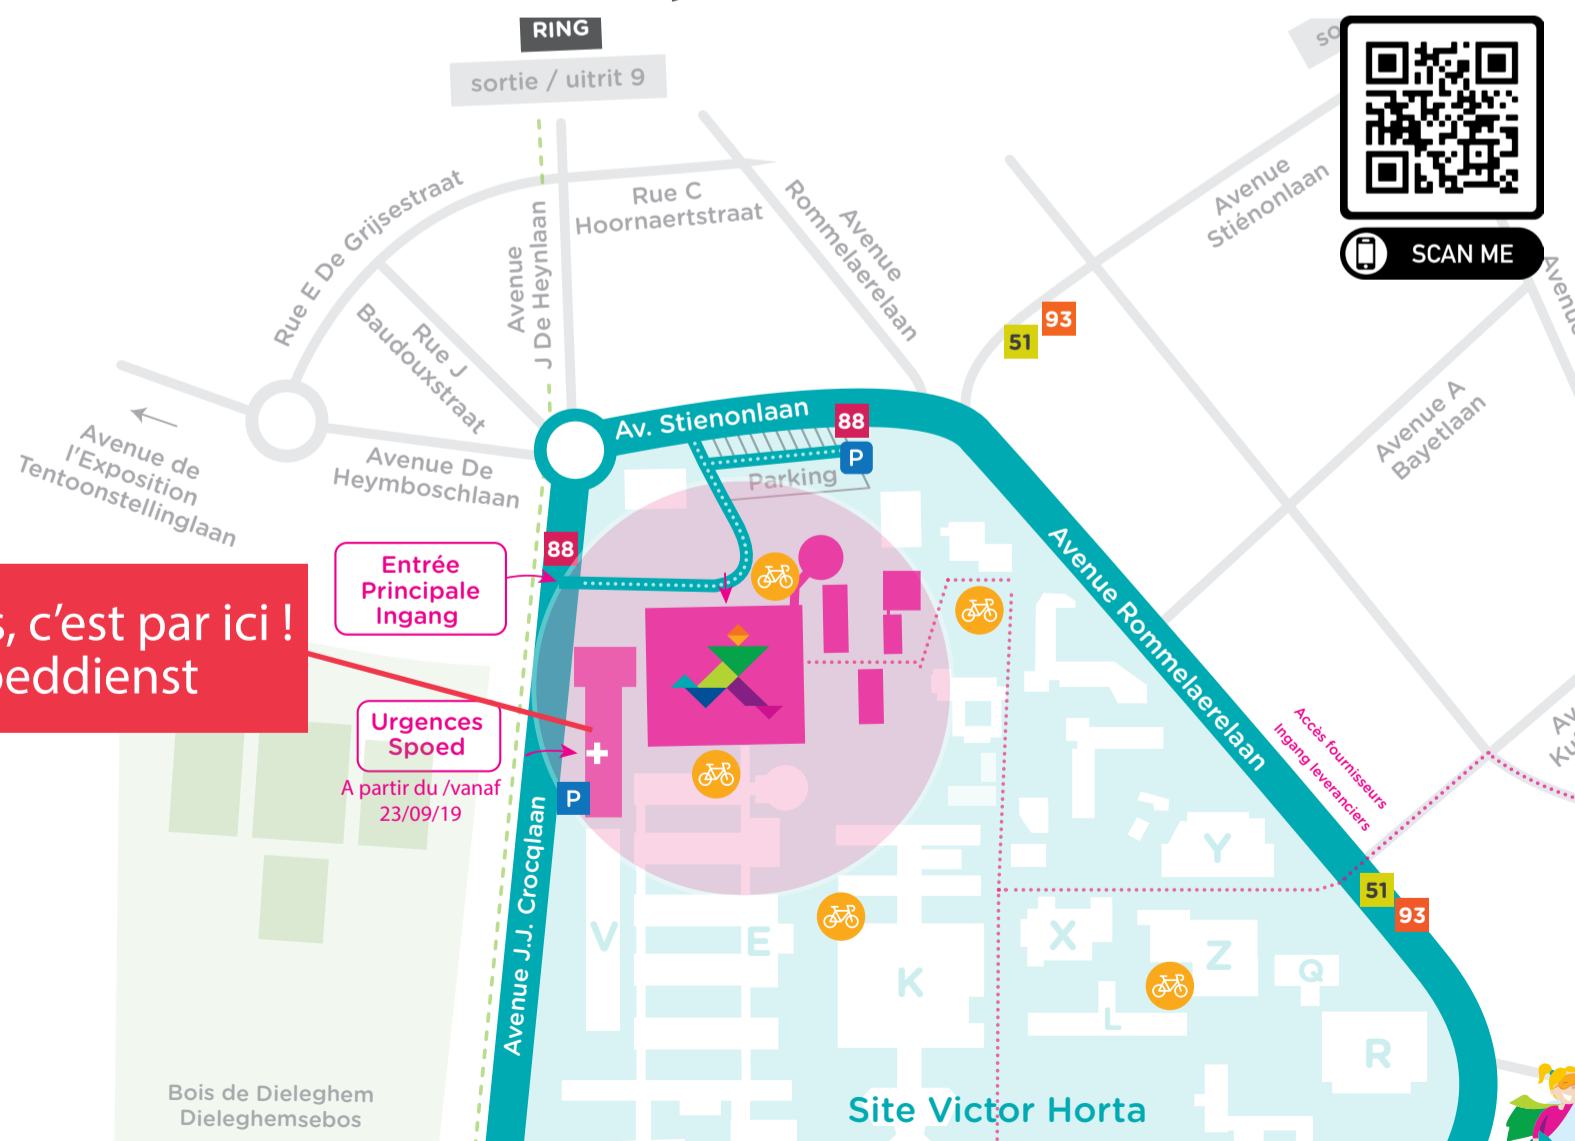 RING
sortie / uitrit 9
SCAN ME
Rue E De Grijsestraat
Avenue
J De Heynlaan
Rue C
Hoornaertstraat
Avenue
Rommelaerelaan
Avenue
Stiénonlaan
Rue J
Baudouxstraat
93
51
Avenue de
l'Exposition
Tentoonstellinglaan
Avenue De
Heymboschlaan
Av. Stienonlaan
88
P
Parking
Avenue A
Bayetlaan
88
Entrée
Principale
Ingang
, c'est par ici !
eddienst
Urgences
Spoed
A partir du /vanaf
23/09/19
P
Avenue J.J. Crocqlaan
Avenue Rommelaerelaan
Accès fournisseurs
Ingang leveranciers
51
93
Y
V
E
K
X
Z
Q
L
R
Bois de Dieleghem
Dieleghemsebos
Site Victor Horta